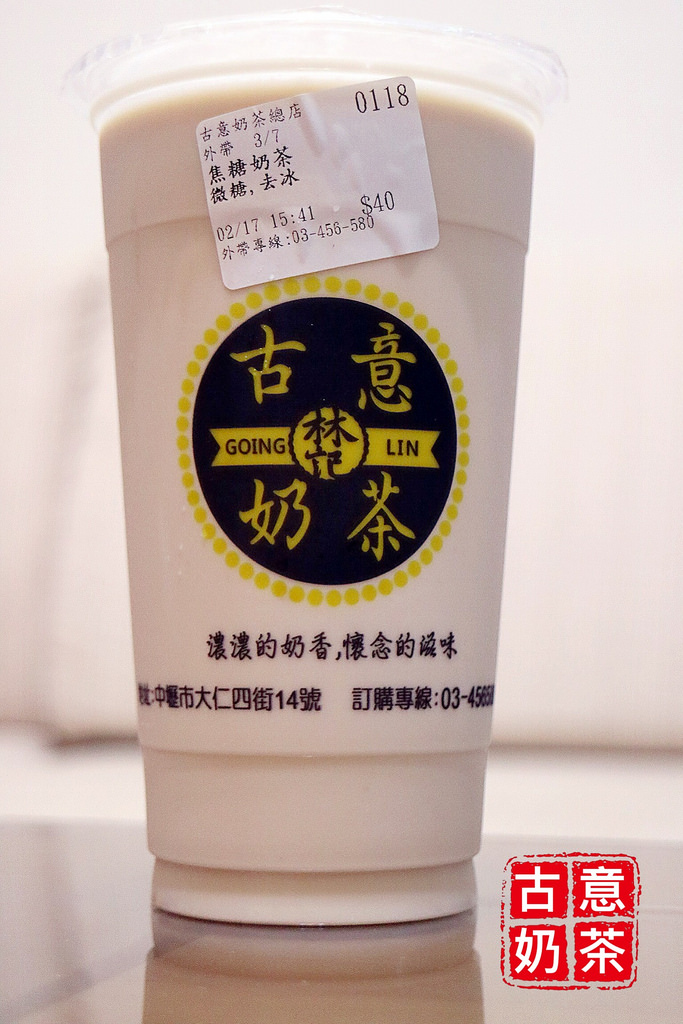 0118
古意奶茶總店
外帶 3/7
焦糖奶茶
微糖,去冰
$40
02/17 15:41
外帶專線:03-456-580
古意
GOING 林記 LIN
奶茶
濃濃的奶香,懷念的滋味
址:中壢市大仁四街14號 訂購專線:03-4565
古意
奶茶